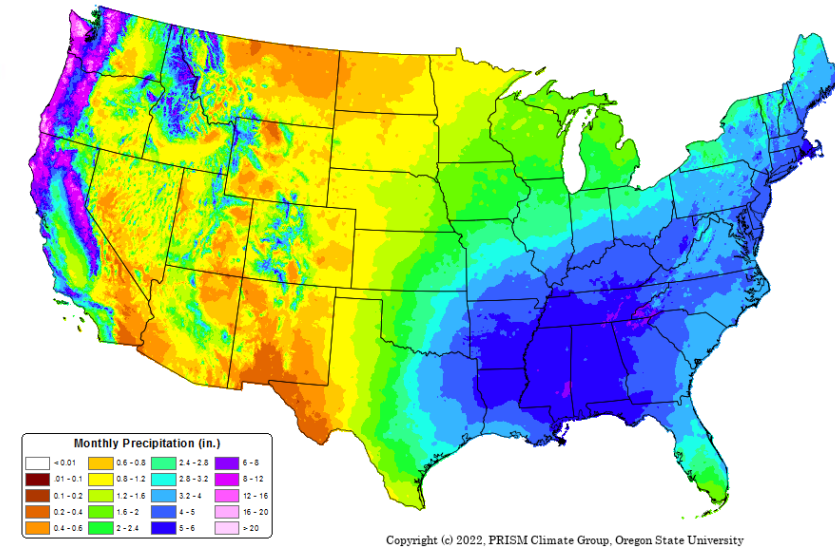 Monthly Precipitation (in.)
< 0.01 0.6 - 0.8 2.4 - 2.8 6 - 8
.01 - 0.1 0.8 - 1.2 2.8 - 3.2 8 - 12
0.1 - 0.2 1.2 - 1.6 3.2 - 4 12 - 16
0.2 - 0.4 1.6 - 2 4 - 5 16 - 20
0.4 - 0.6 2 - 2.4 5 - 6 > 20
Copyright (c) 2022, PRISM Climate Group, Oregon State University